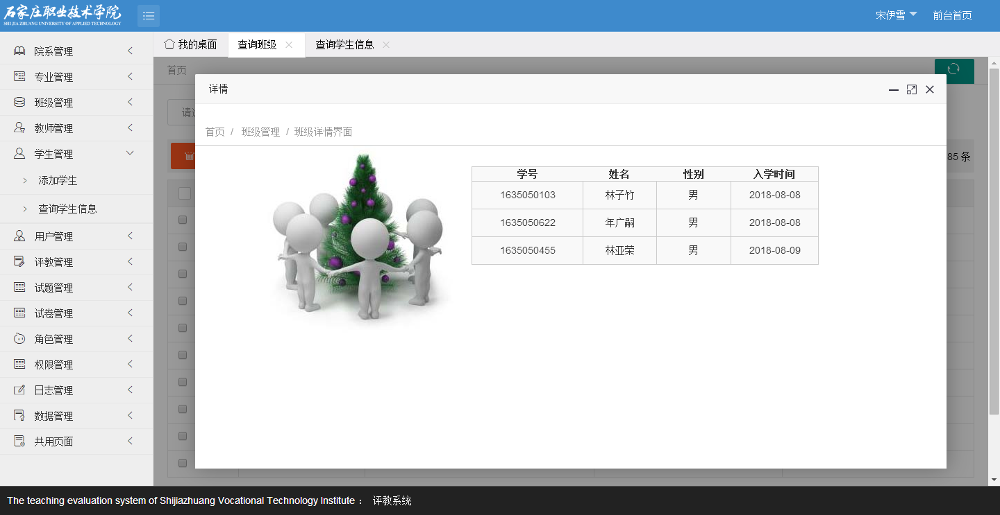 石家庄职业技术学院
SHI JIA ZHUANG UNIVERSITY OF APPLIED TECHNOLOGY
宋伊雪 前台首页
院系管理
专业管理
班级管理
教师管理
学生管理
添加学生
查询学生信息
用户管理
评教管理
试题管理
试卷管理
角色管理
权限管理
日志管理
数据管理
共用页面
我的桌面 查询班级 查询学生信息
首页
85 条
详情
首页 / 班级管理 / 班级详情界面
学号 姓名 性别 入学时间
1635050103 林子竹 男 2018-08-08
1635050622 年广嗣 男 2018-08-08
1635050455 林亚荣 男 2018-08-09
The teaching evaluation system of Shijiazhuang Vocational Technology Institute ： 评教系统